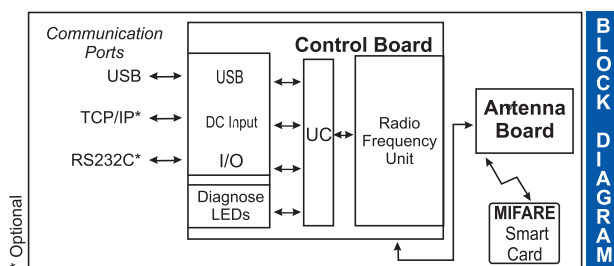 Communication
Ports
USB
TCP/IP*
RS232C*
* Optional
Control Board
USB
DC Input
I/O
Diagnose
LEDs
UC
Radio
Frequency
Unit
Antenna
Board
MIFARE
Smart
Card
BLOCK DIAGRAM